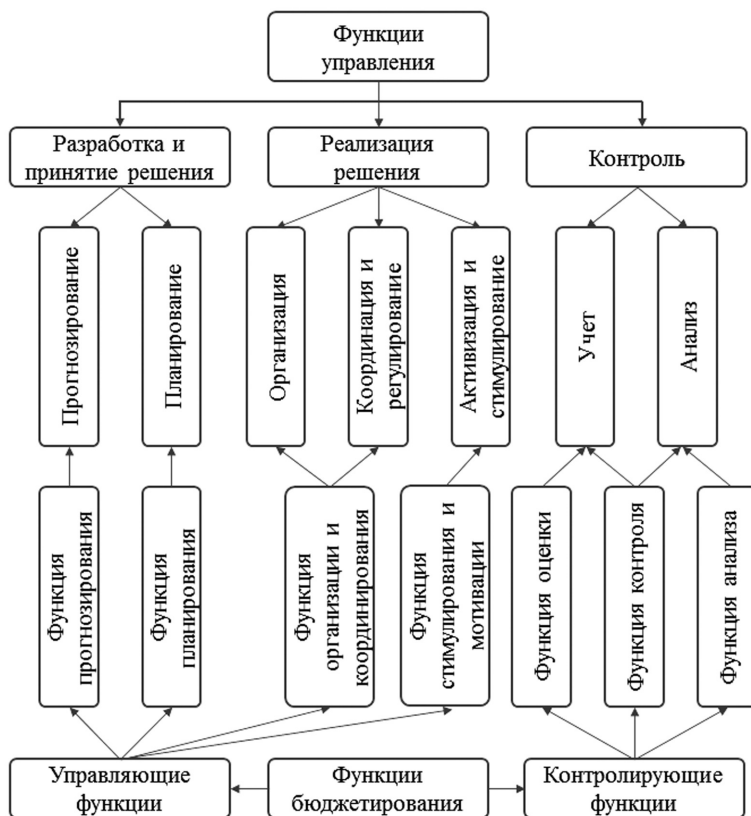 Функции
управления
Разработка и
принятие решения
Реализация
решения
Контроль
Прогнозирование
Планирование
Организация
Координация и
регулирование
Активизация и
стимулирование
Учет
Анализ
Функция
прогнозирования
Функция
планирования
Функция
организации и
координирования
Функция
стимулирования и
мотивации
Функция оценки
Функция контроля
Функция анализа
Управляющие
функции
Функции
бюджетирования
Контролирующие
функции